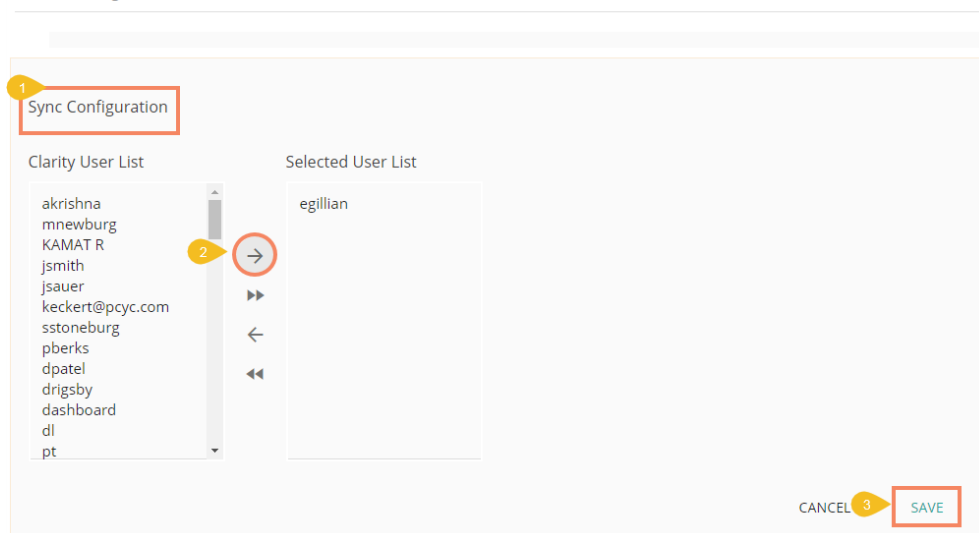 1
Sync Configuration
Clarity User List
Selected User List
akrishna
mnewburg
KAMAT R
jsmith
jsauer
keckert@pcyc.com
sstoneburg
pberks
dpatel
drigsby
dashboard
dl
pt
egillian
2
CANCEL
3
SAVE